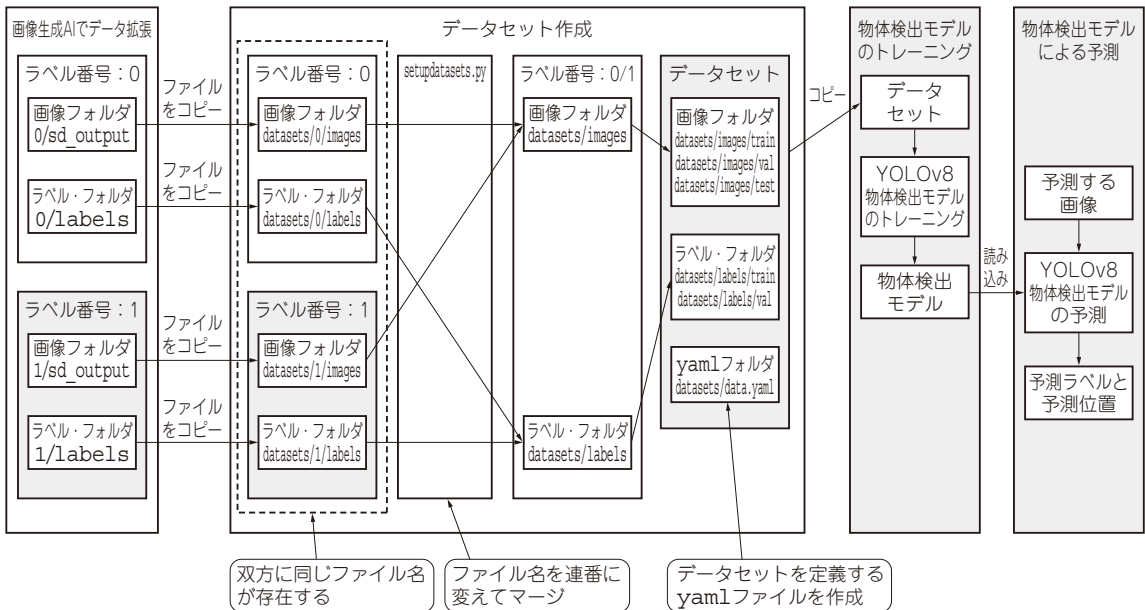 画像生成AIでデータ拡張
ラベル番号：0
画像フォルダ
0/sd_output
ラベル・フォルダ
0/labels
ラベル番号：1
画像フォルダ
1/sd_output
ラベル・フォルダ
1/labels
ファイル
をコピー
ファイル
をコピー
ファイル
をコピー
ファイル
をコピー
データセット作成
ラベル番号：0
画像フォルダ
datasets/0/images
ラベル・フォルダ
datasets/0/labels
ラベル番号：1
画像フォルダ
datasets/1/images
ラベル・フォルダ
datasets/1/labels
setupdatasets.py
ラベル番号：0/1
画像フォルダ
datasets/images
ラベル・フォルダ
datasets/labels
データセット
画像フォルダ
datasets/images/train
datasets/images/val
datasets/images/test
ラベル・フォルダ
datasets/labels/train
datasets/labels/val
yamlフォルダ
datasets/data.yaml
コピー
物体検出モデル
のトレーニング
データ
セット
YOLOv8
物体検出モデル
のトレーニング
物体検出
モデル
読み
込み
物体検出モデル
による予測
予測する
画像
YOLOv8
物体検出モデル
の予測
予測ラベルと
予測位置
双方に同じファイル名
が存在する
ファイル名を連番に
変えてマージ
データセットを定義する
yamlファイルを作成